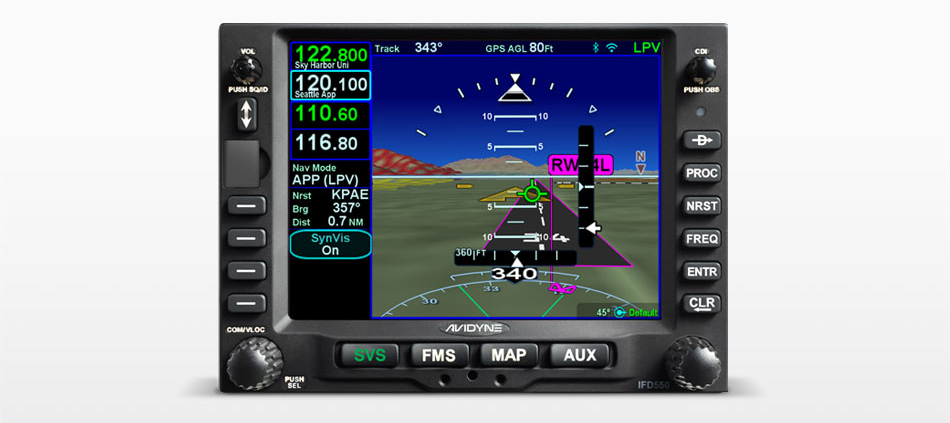 VOL
PUSH SQ/ID
COM/VLOC
PUSH
SEL
122.800
Sky Harbor Uni
120.100
Seattle App
110.60
116.80
Nav Mode
APP (LPV)
Nrst KPAE
Brg 357°
Dist 0.7 NM
SynVis
On
Track 343° GPS AGL 80Ft LPV
10 10
5 5
N
5 5
10 10
360 FT
340
30 33
45° Default
AVIDYNE
SVS FMS MAP AUX
IFD550
CDI
PUSH OBS
D
PROC
NRST
FREQ
ENTR
CLR